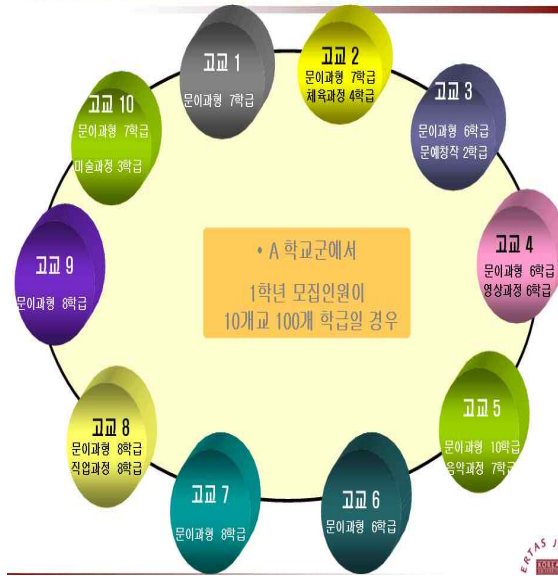 고교 1
문이과형 7학급
고교 2
문이과형 7학급
체육과정 4학급
고교 3
문이과형 6학급
문예창작 2학급
고교 4
문이과형 6학급
영상과정 6학급
고교 5
문이과형 10학급
음악과정 7학급
고교 6
문이과형 6학급
고교 7
문이과형 8학급
고교 8
문이과형 8학급
직업과정 8학급
고교 9
문이과형 8학급
고교 10
문이과형 7학급
미술과정 3학급
• A 학교군에서
1학년 모집인원이
10개교 100개 학급일 경우
ERTAS J